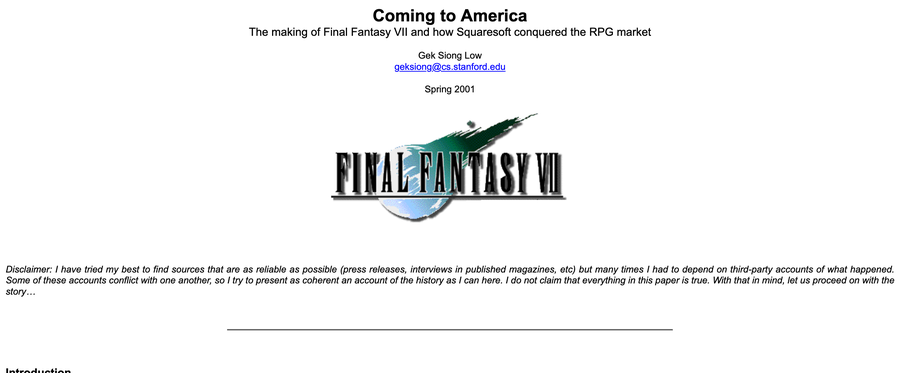 Coming to America
The making of Final Fantasy VII and how Squaresoft conquered the RPG market
Gek Siong Low
geksiong@cs.stanford.edu
Spring 2001
FINAL FANTASY VII
Disclaimer: I have tried my best to find sources that are as reliable as possible (press releases, interviews in published magazines, etc) but many times I had to depend on third-party accounts of what happened.
Some of these accounts conflict with one another, so I try to present as coherent an account of the history as I can here. I do not claim that everything in this paper is true. With that in mind, let us proceed on with the
story…
Introduction